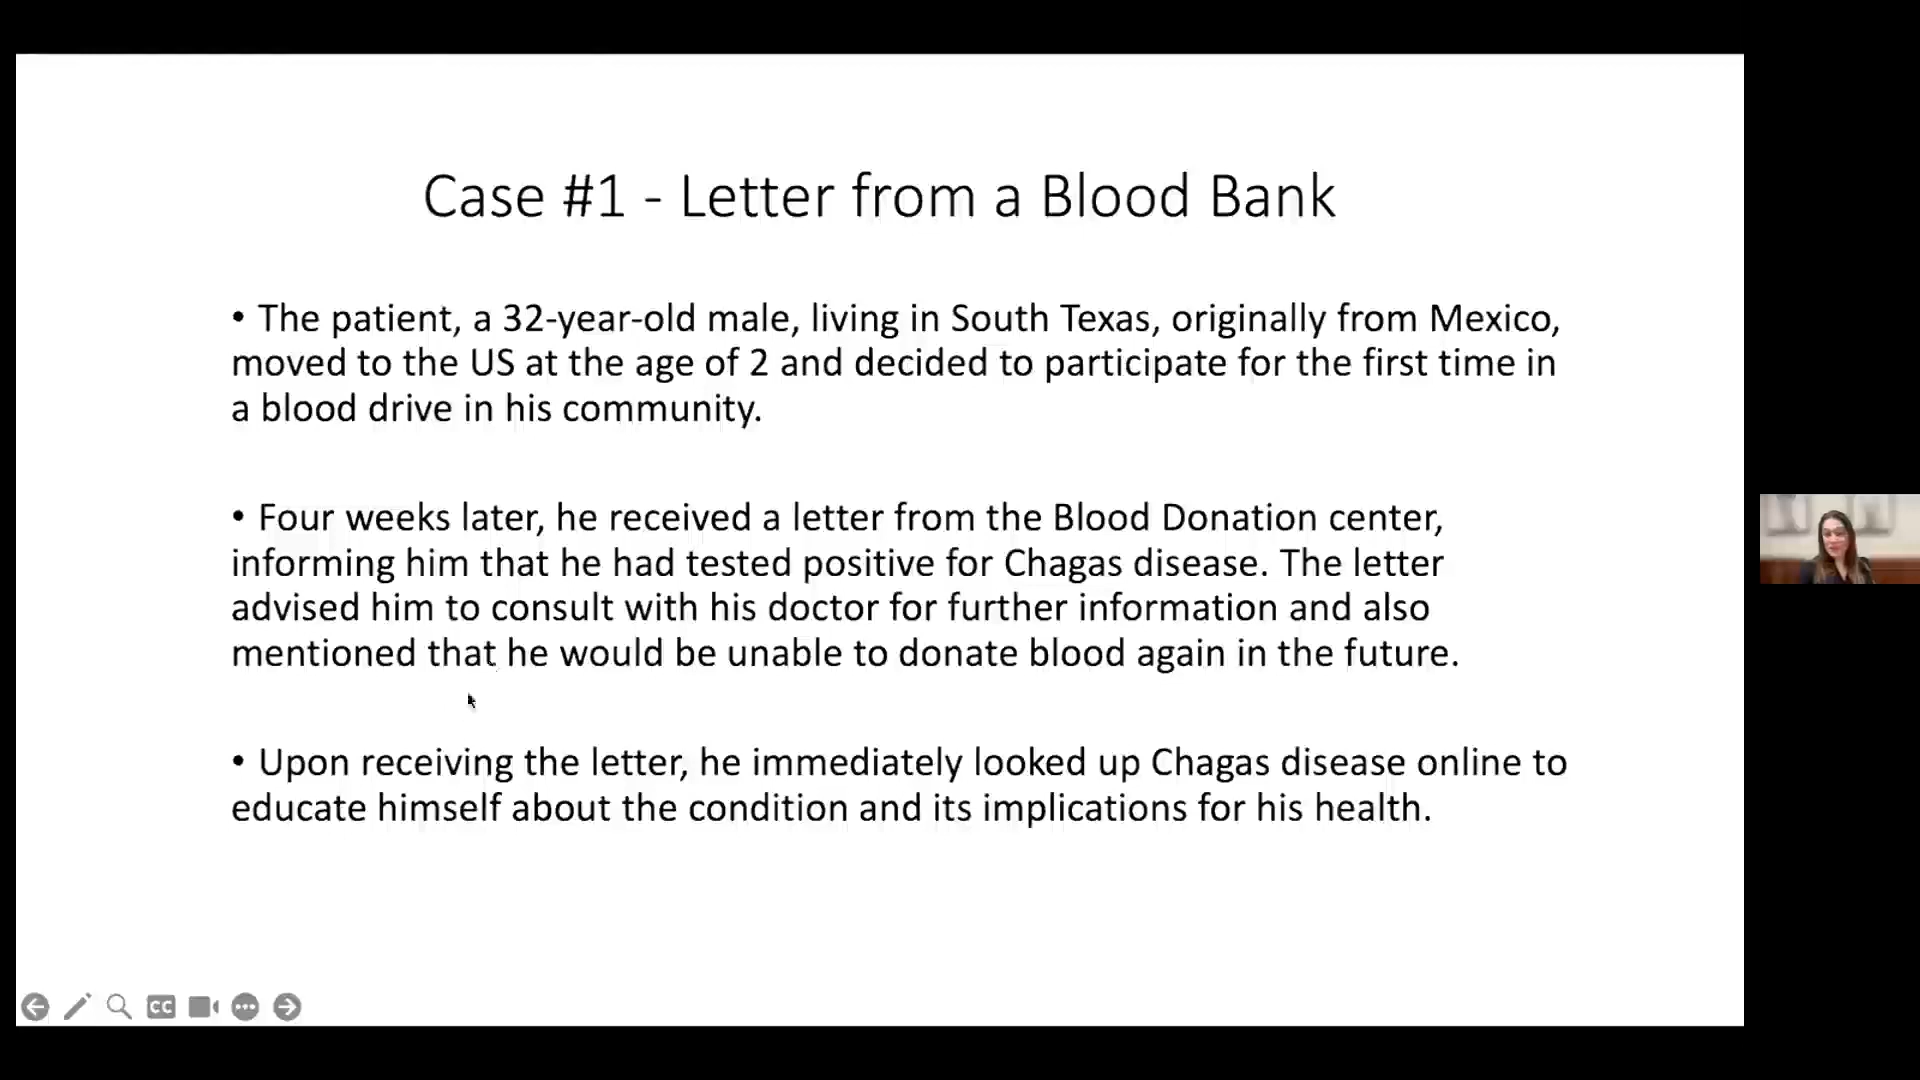 Case #1 - Letter from a Blood Bank
• The patient, a 32-year-old male, living in South Texas, originally from Mexico,
moved to the US at the age of 2 and decided to participate for the first time in
a blood drive in his community.
• Four weeks later, he received a letter from the Blood Donation center,
informing him that he had tested positive for Chagas disease. The letter
advised him to consult with his doctor for further information and also
mentioned that he would be unable to donate blood again in the future.
• Upon receiving the letter, he immediately looked up Chagas disease online to
educate himself about the condition and its implications for his health.
CC